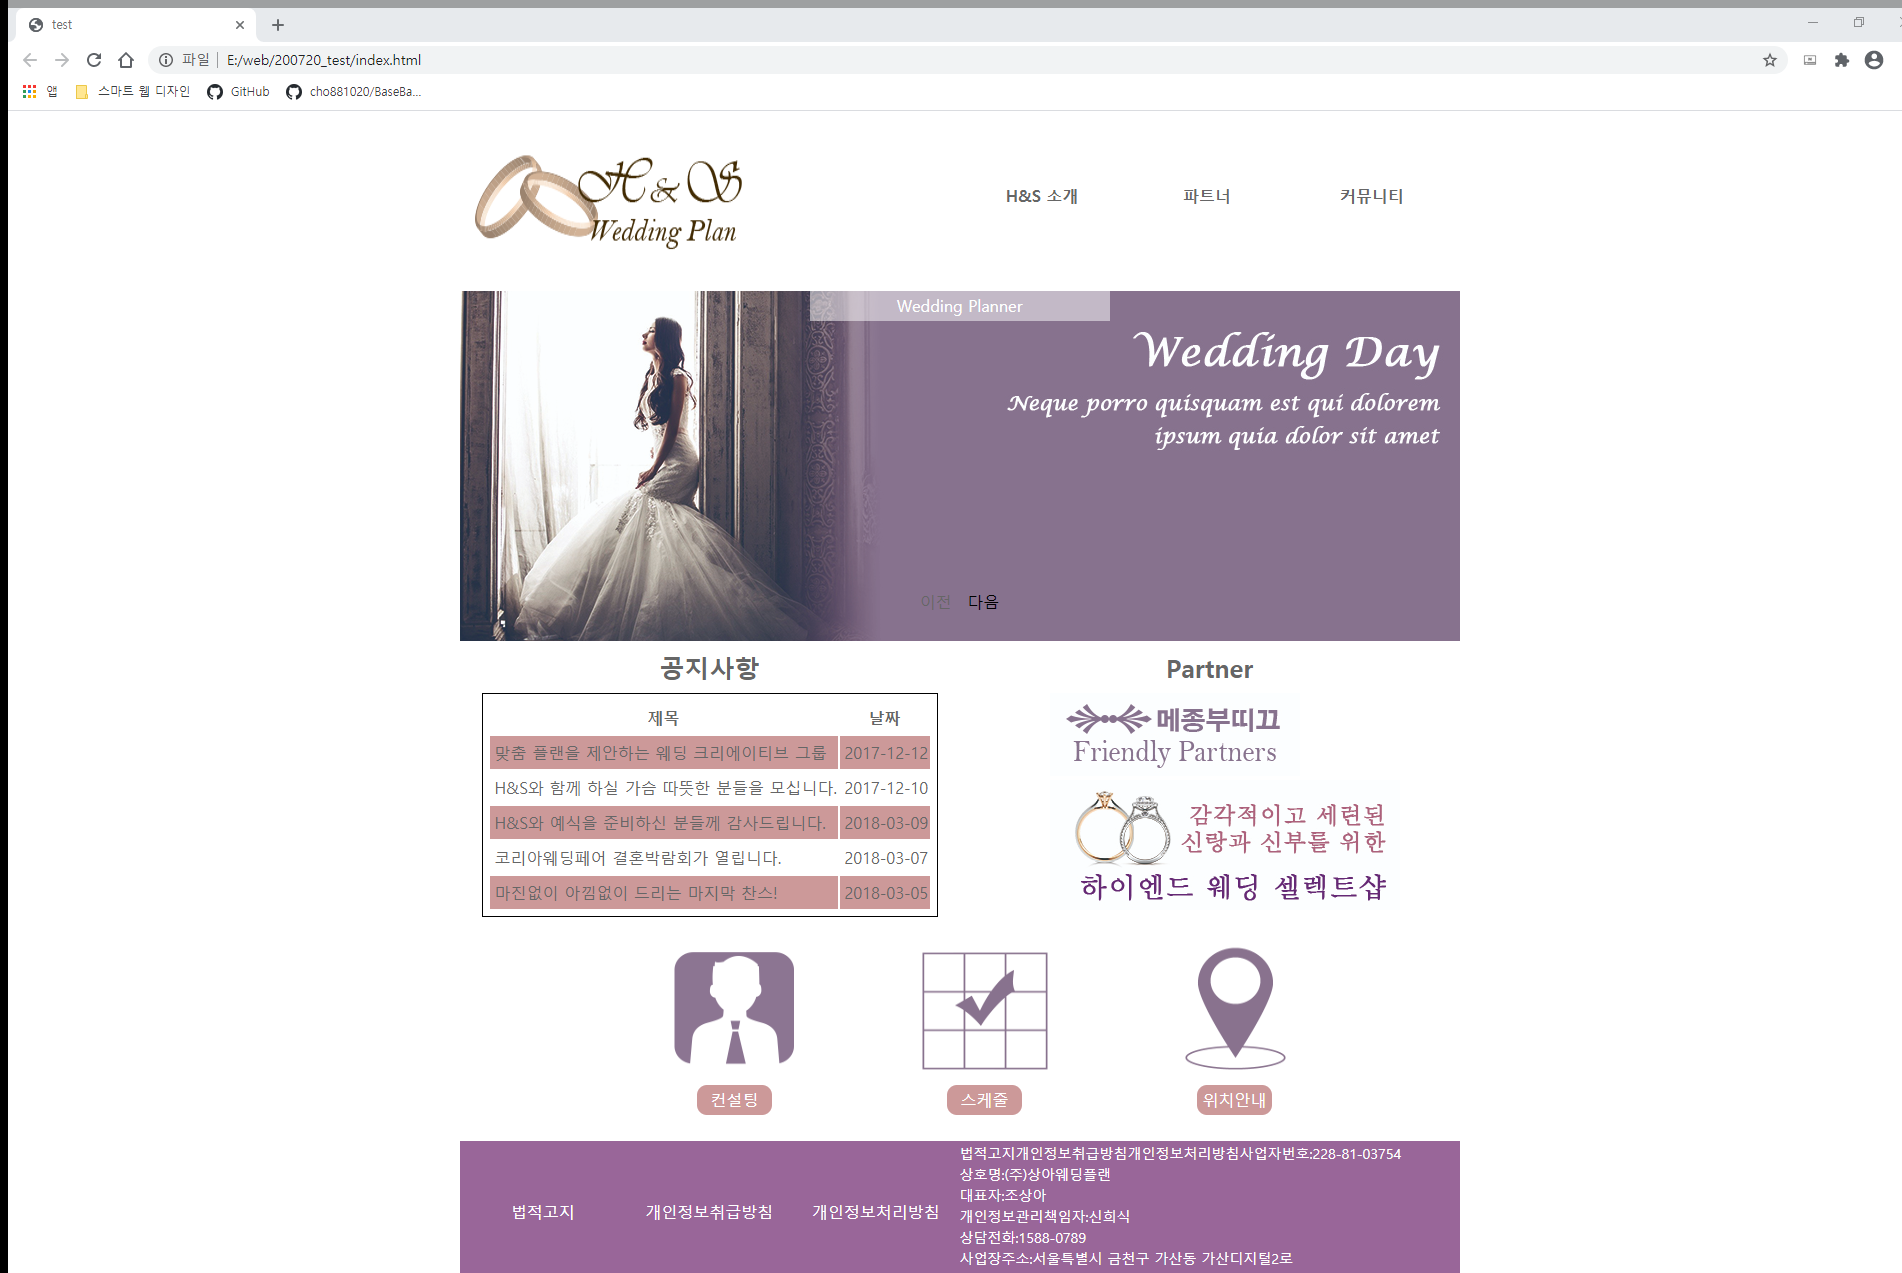 test
파일 E:/web/200720_test/index.html
앱 스마트 웹 디자인 GitHub cho881020/BaseBa...
H&S
Wedding Plan
H&S 소개 파트너 커뮤니티
Wedding Planner
Wedding Day
Neque porro quisquam est qui dolorem
ipsum quia dolor sit amet
이전 다음
공지사항
제목 날짜
맞춤 플랜을 제안하는 웨딩 크리에이티브 그룹 2017-12-12
H&S와 함께 하실 가슴 따뜻한 분들을 모십니다. 2017-12-10
H&S와 예식을 준비하신 분들께 감사드립니다. 2018-03-09
코리아웨딩페어 결혼박람회가 열립니다. 2018-03-07
마진없이 아낌없이 드리는 마지막 찬스! 2018-03-05
Partner
메종부띠끄
Friendly Partners
감각적이고 세련된
신랑과 신부를 위한
하이엔드 웨딩 셀렉트샵
컨설팅
스케줄
위치안내
법적고지 개인정보취급방침 개인정보처리방침
법적고지개인정보취급방침개인정보처리방침사업자번호:228-81-03754
상호명:(주)상아웨딩플랜
대표자:조상아
개인정보관리책임자:신희식
상담전화:1588-0789
사업장주소:서울특별시 금천구 가산동 가산디지털2로